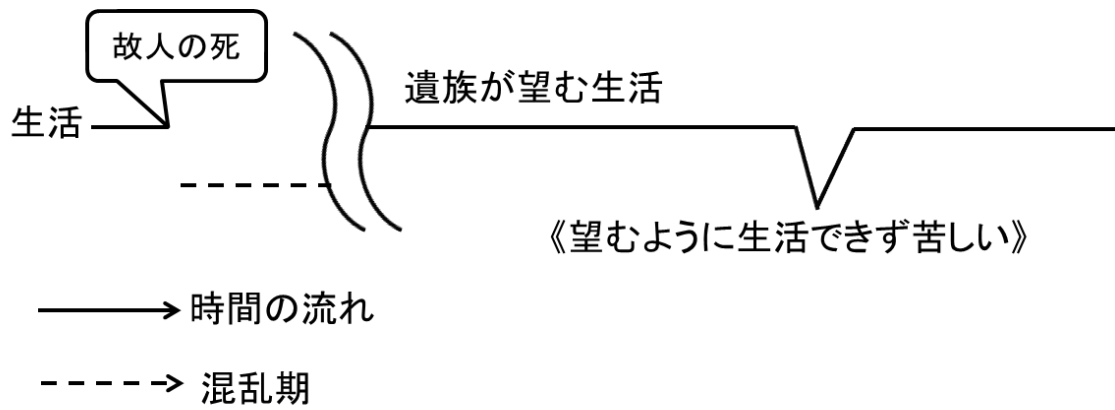 故人の死
遺族が望む生活
生活
《望むように生活できず苦しい》
時間の流れ
混乱期